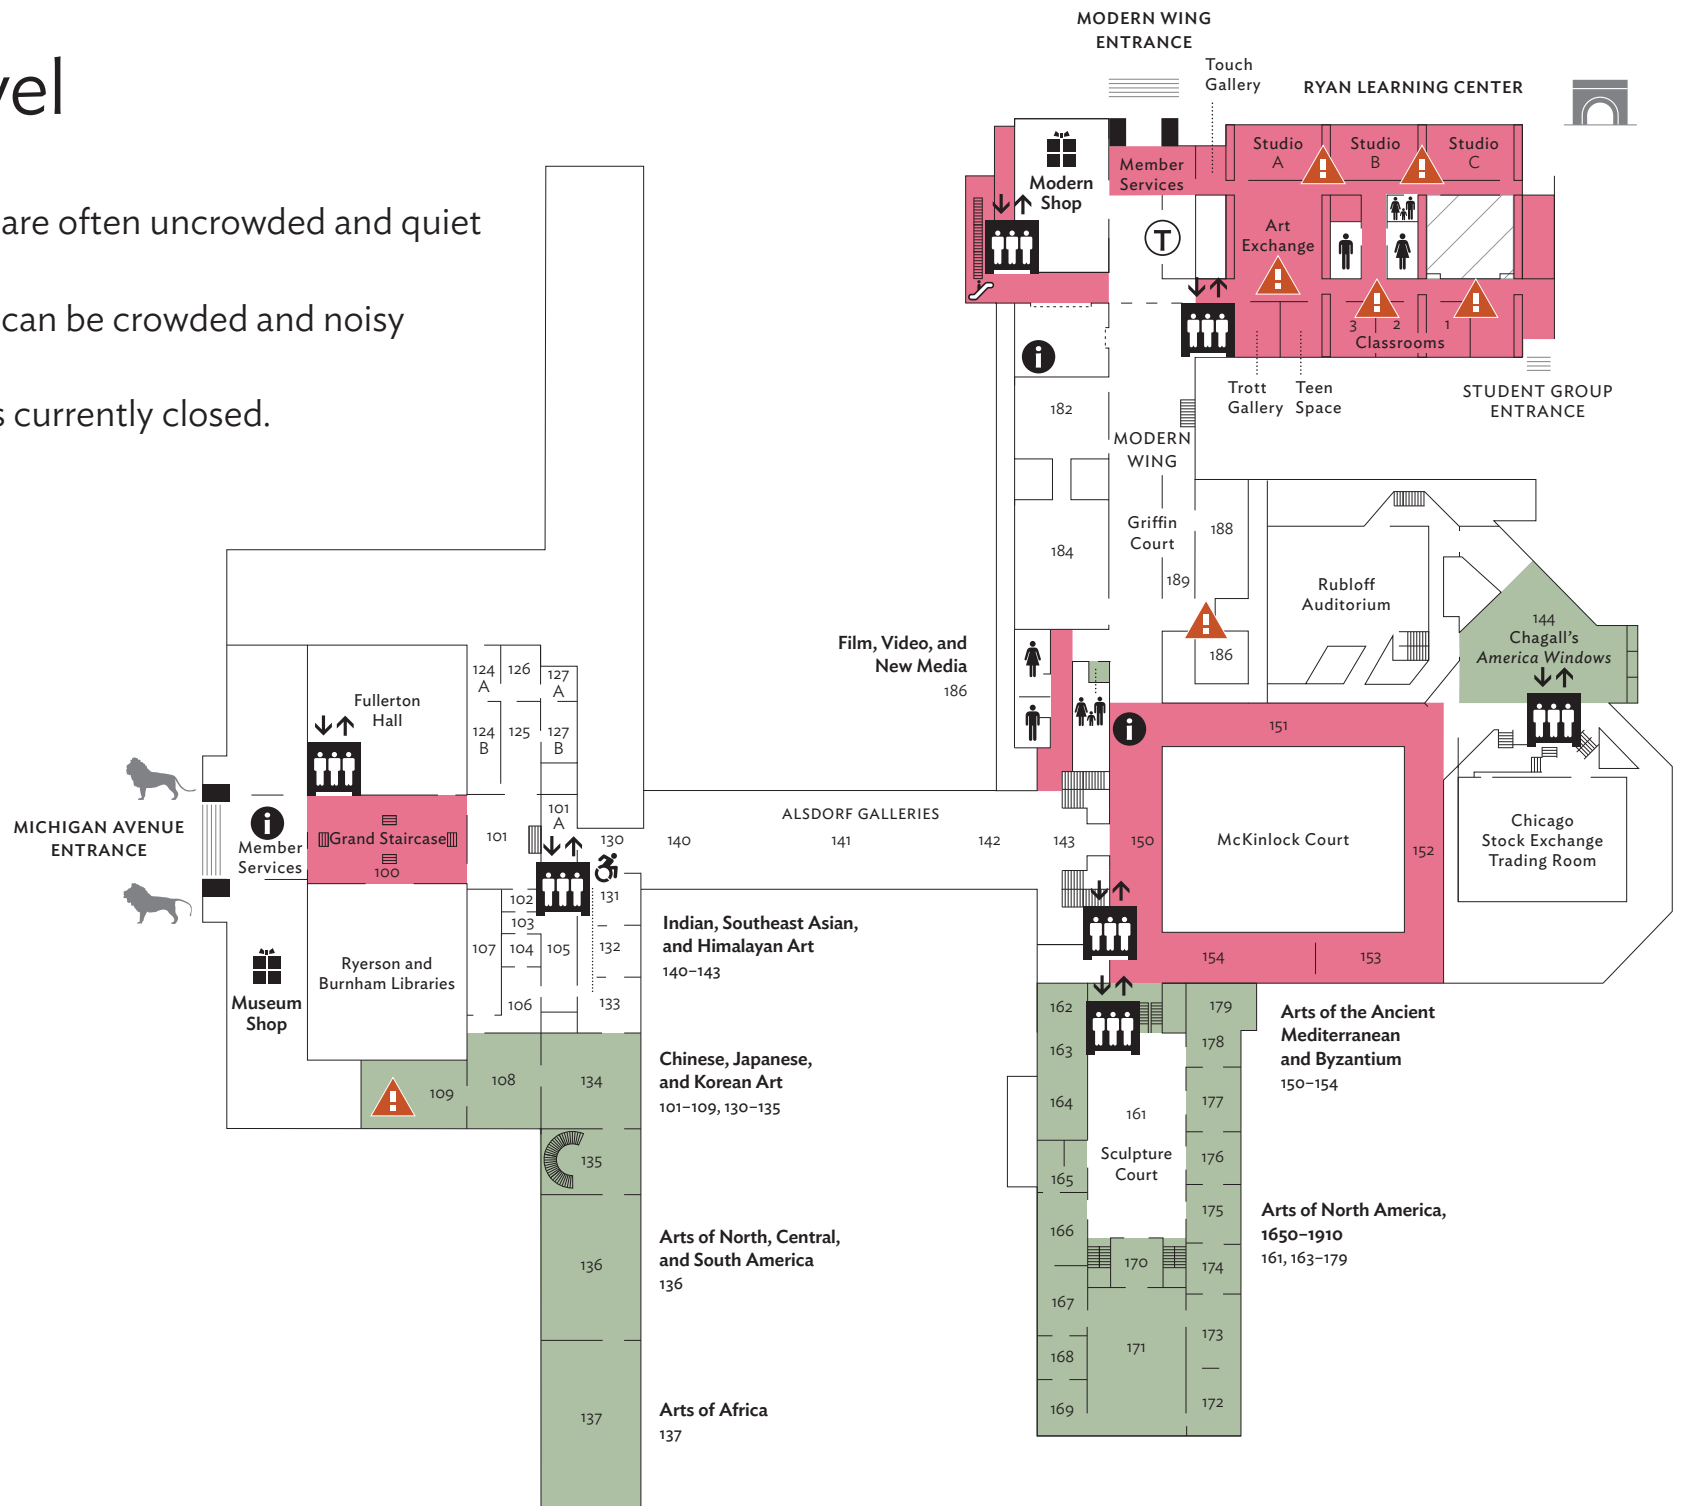 vel
are often uncrowded and quiet
can be crowded and noisy
s currently closed.
MODERN WING
ENTRANCE
Touch
Gallery
RYAN LEARNING CENTER
Modern
Shop
Member
Services
T
Studio
A
Studio
B
Studio
C
Art
Exchange
3
2
1
Classrooms
Trott
Gallery
Teen
Space
STUDENT GROUP
ENTRANCE
i
182
MODERN
WING
184
Griffin
Court
188
189
186
Rubloff
Auditorium
144
Chagall's
America Windows
Film, Video, and
New Media
186
i
151
150
McKinlock Court
152
154
153
Chicago
Stock Exchange
Trading Room
124
A
126
127
A
Fullerton
Hall
124
B
125
127
B
MICHIGAN AVENUE
ENTRANCE
i
Member
Services
Grand Staircase
100
101
101
A
130
140
ALSDORF GALLERIES
141
142
143
102
103
104
105
106
107
131
132
133
Ryerson and
Burnham Libraries
Museum
Shop
Indian, Southeast Asian,
and Himalayan Art
140–143
Chinese, Japanese,
and Korean Art
101–109, 130–135
109
108
134
135
136
Arts of North, Central,
and South America
136
137
Arts of Africa
137
162
163
164
165
166
167
168
169
161
Sculpture
Court
170
171
179
178
177
176
175
174
173
172
Arts of the Ancient
Mediterranean
and Byzantium
150–154
Arts of North America,
1650–1910
161, 163–179